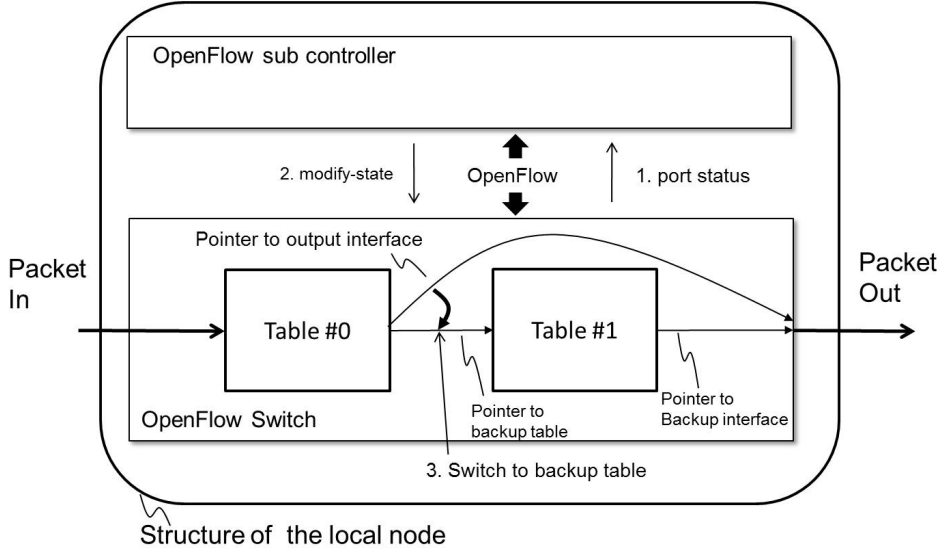 OpenFlow sub controller
2. modify-state
OpenFlow
1. port status
Pointer to output interface
Packet
In
Packet
Out
Table #0
Table #1
Pointer to
backup table
Pointer to
Backup interface
OpenFlow Switch
3. Switch to backup table
Structure of the local node